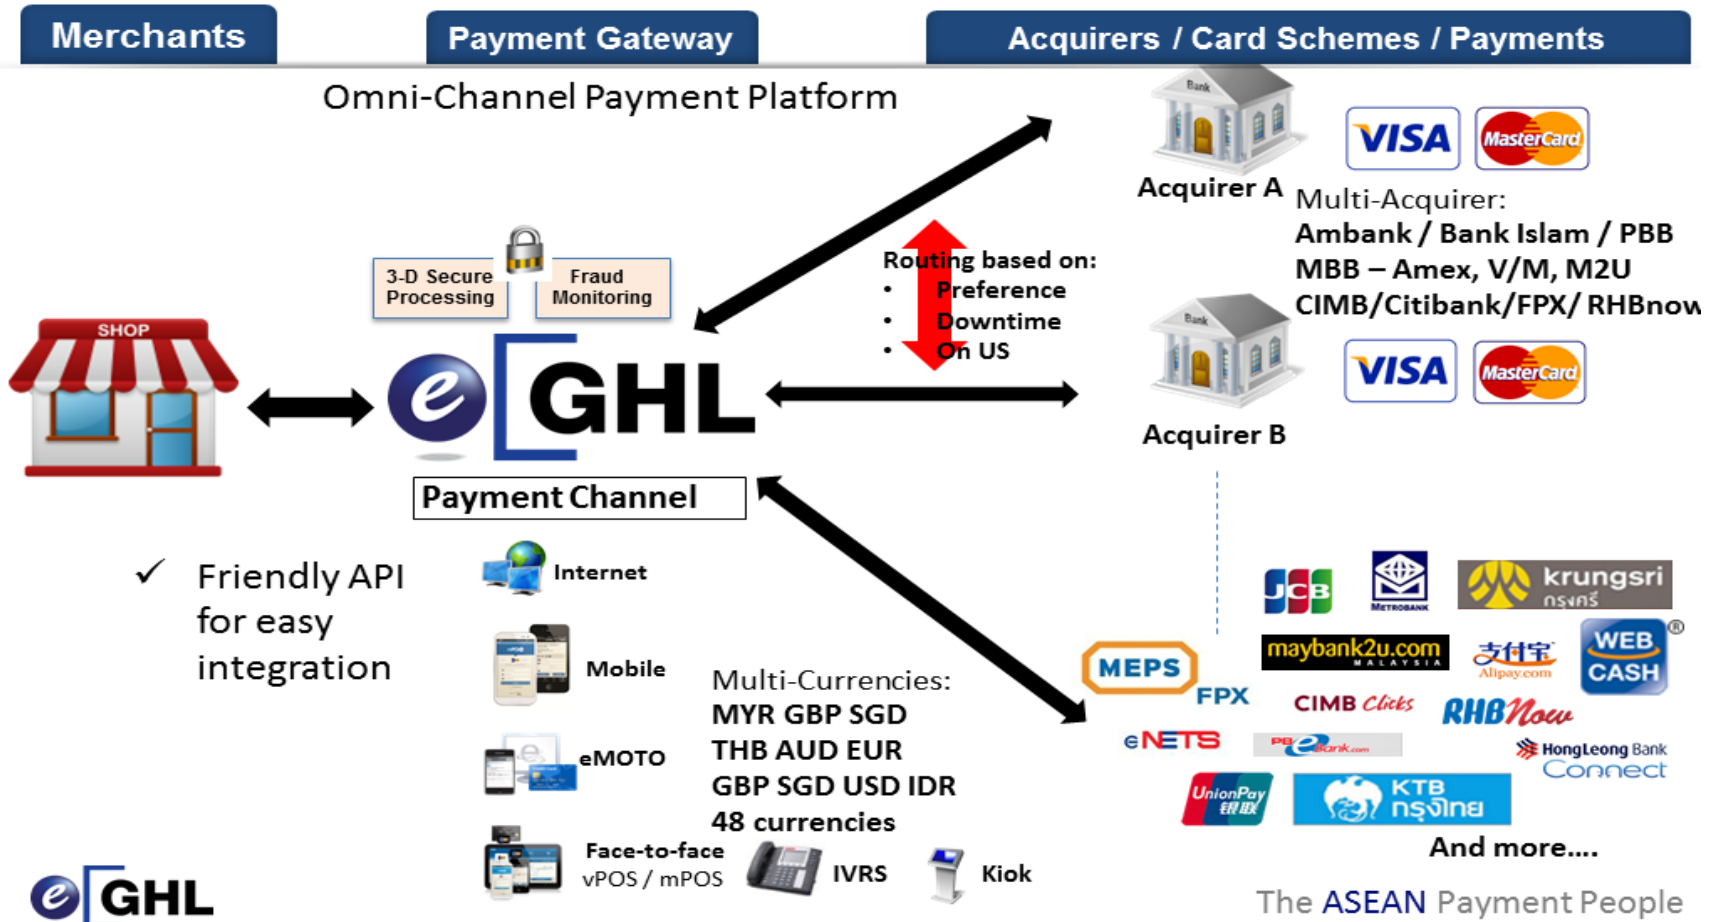 Merchants
Payment Gateway
Acquirers / Card Schemes / Payments
Omni-Channel Payment Platform
Bank
Acquirer A
VISA
MasterCard
Multi-Acquirer:
Ambank / Bank Islam / PBB
MBB – Amex, V/M, M2U
CIMB/Citibank/FPX/ RHBnow
3-D Secure
Processing
Fraud
Monitoring
Routing based on:
• Preference
• Downtime
• On US
SHOP
e GHL
Bank
Acquirer B
VISA
MasterCard
Payment Channel
✓ Friendly API
for easy
integration
Internet
Mobile
eMOTO
Face-to-face
vPOS / mPOS
IVRS
Kiok
Multi-Currencies:
MYR GBP SGD
THB AUD EUR
GBP SGD USD IDR
48 currencies
JCB
METROBANK
krungsri
กรุงศรี
MEPS
FPX
maybank2u.com
MALAYSIA
支付宝
Alipay.com
WEB
CASH
®
CIMB Clicks
RHBNow
eNETS
PBeBank.com
HongLeong Bank
Connect
UnionPay
银联
KTB
กรุงไทย
And more....
e GHL
The ASEAN Payment People